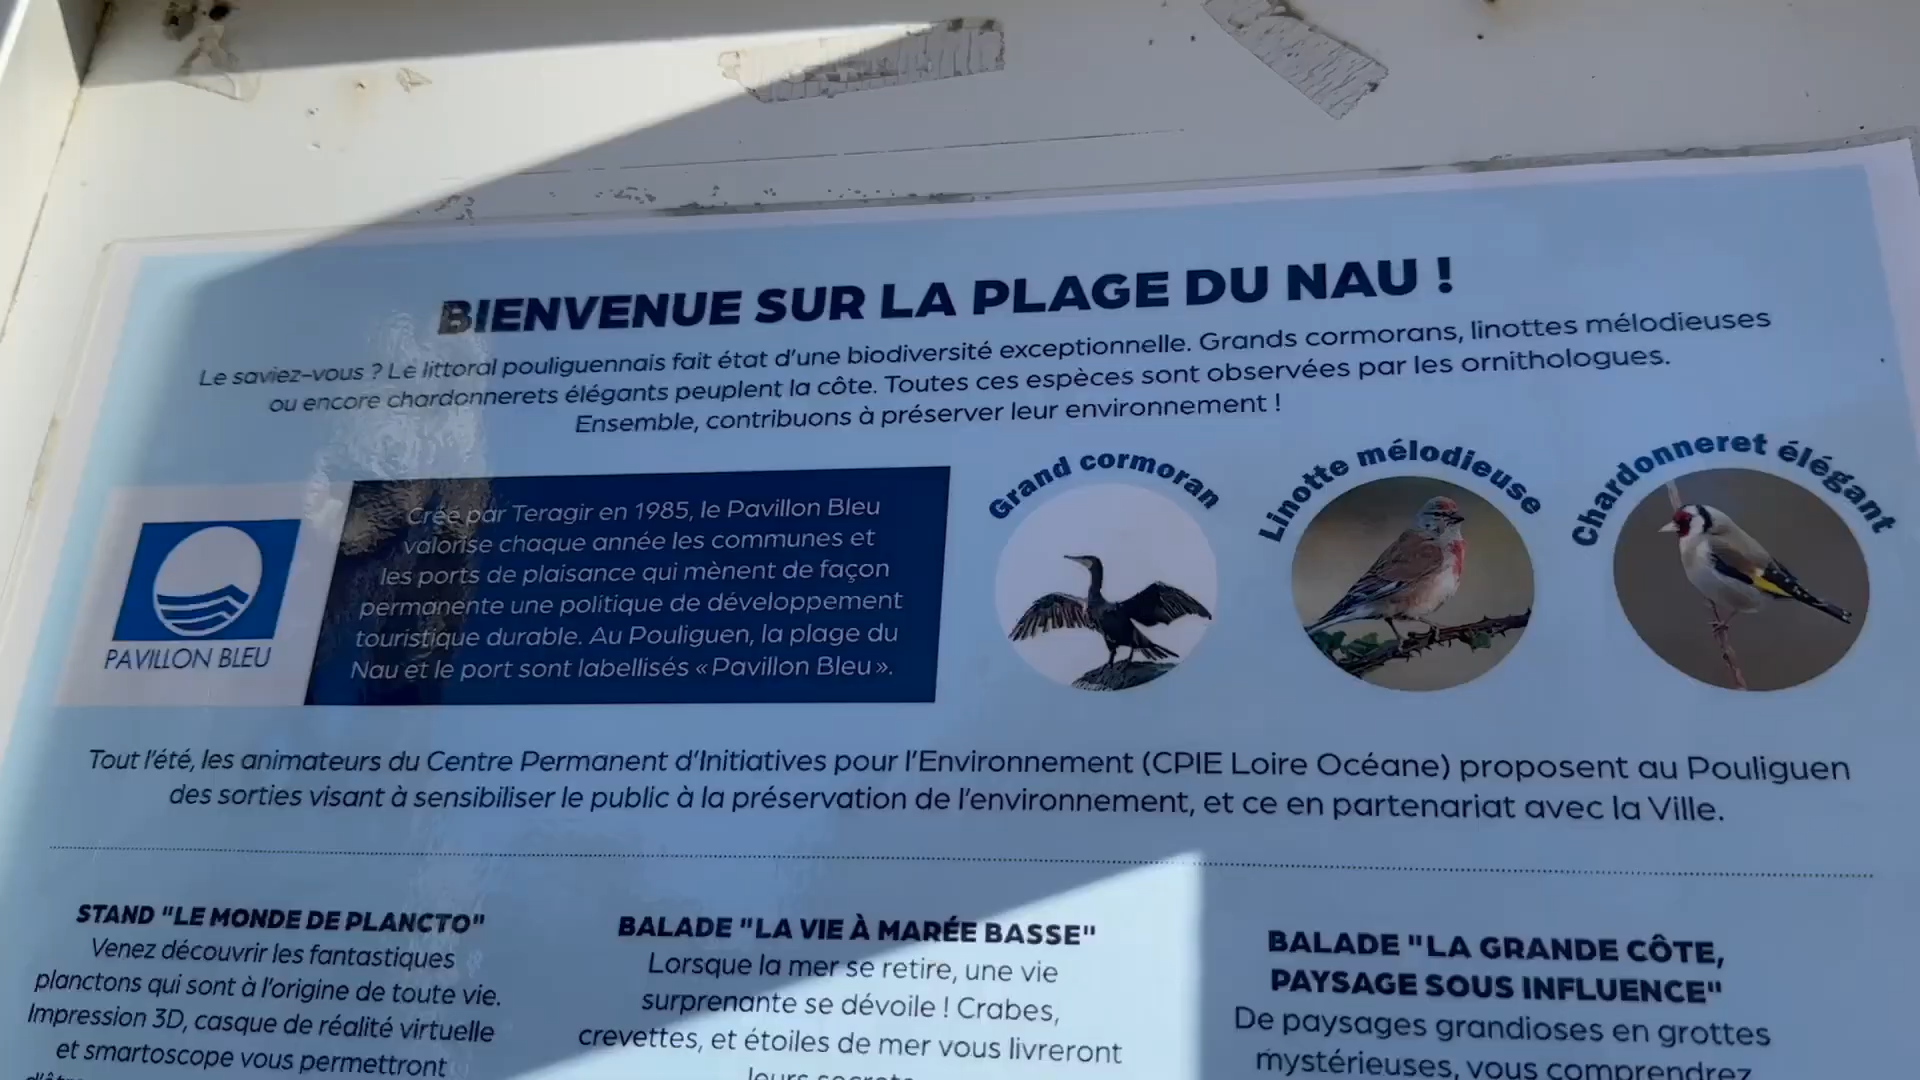 BIENVENUE SUR LA PLAGE DU NAU !
Le saviez-vous ? Le littoral pouliguennais fait état d'une biodiversité exceptionnelle. Grands cormorans, linottes mélodieuses
ou encore chardonnerets élégants peuplent la côte. Toutes ces espèces sont observées par les ornithologues.
Ensemble, contribuons à préserver leur environnement !
PAVILLON BLEU
Créé par Teragir en 1985, le Pavillon Bleu
valorise chaque année les communes et
les ports de plaisance qui mènent de façon
permanente une politique de développement
touristique durable. Au Pouliguen, la plage du
Nau et le port sont labellisés « Pavillon Bleu ».
Grand cormoran
Linotte mélodieuse
Chardonneret élégant
Tout l'été, les animateurs du Centre Permanent d'Initiatives pour l'Environnement (CPIE Loire Océane) proposent au Pouliguen
des sorties visant à sensibiliser le public à la préservation de l'environnement, et ce en partenariat avec la Ville.
STAND "LE MONDE DE PLANCTO"
Venez découvrir les fantastiques
planctons qui sont à l'origine de toute vie.
Impression 3D, casque de réalité virtuelle
et smartoscope vous permettront
BALADE "LA VIE À MARÉE BASSE"
Lorsque la mer se retire, une vie
surprenante se dévoile ! Crabes,
crevettes, et étoiles de mer vous livreront
leurs
BALADE "LA GRANDE CÔTE,
PAYSAGE SOUS INFLUENCE"
De paysages grandioses en grottes
mystérieuses, vous comprendrez